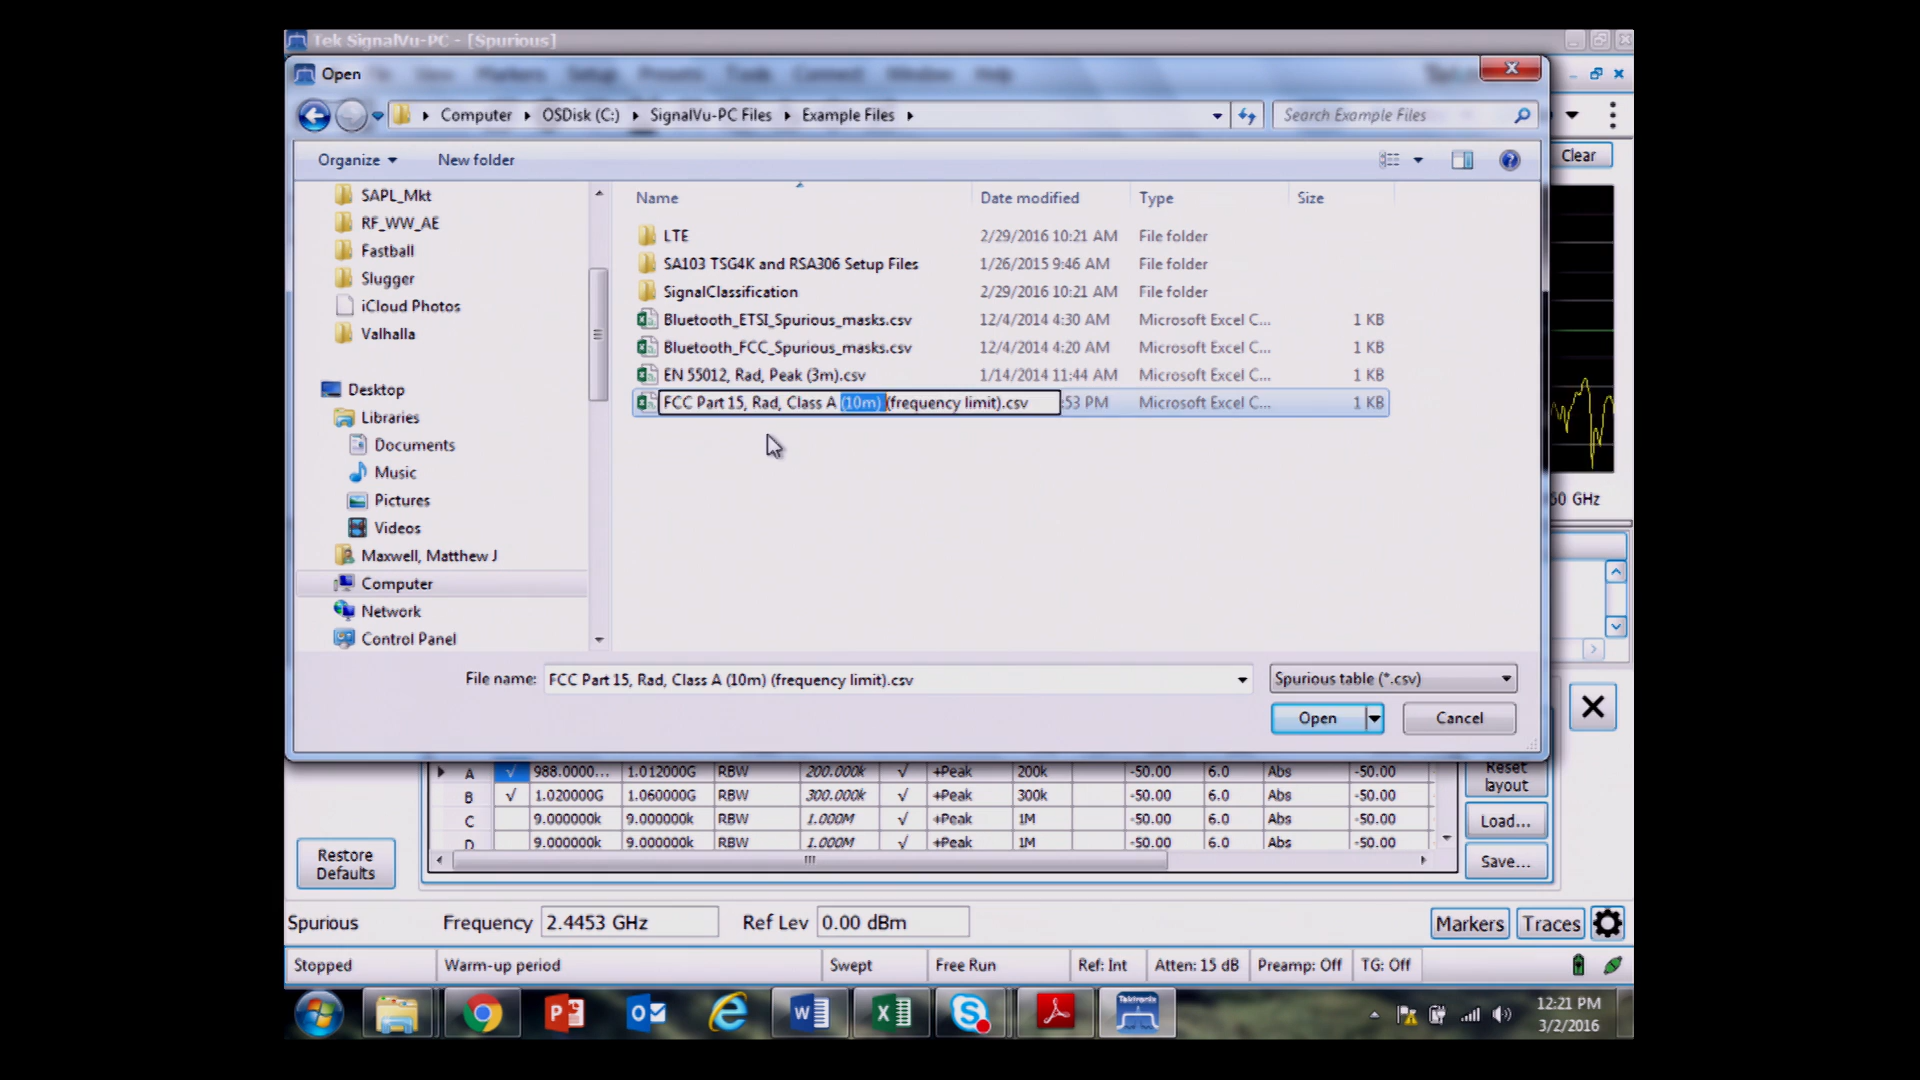 Tek SignalVu-PC - [Spurious]
Open
View Markers Setup Presets Tools Connect Window Help
Computer OSDisk (C:) SignalVu-PC Files Example Files
Search Example Files
Organize New folder
Clear
SAPL_Mkt
RF_WW_AE
Fastball
Slugger
iCloud Photos
Valhalla
Desktop
Libraries
Documents
Music
Pictures
Videos
Maxwell, Matthew J
Computer
Network
Control Panel
Name Date modified Type Size
LTE 2/29/2016 10:21 AM File folder
SA103 TSG4K and RSA306 Setup Files 1/26/2015 9:46 AM File folder
SignalClassification 2/29/2016 10:21 AM File folder
Bluetooth_ETSI_Spurious_masks.csv 12/4/2014 4:30 AM Microsoft Excel C... 1 KB
Bluetooth_FCC_Spurious_masks.csv 12/4/2014 4:20 AM Microsoft Excel C... 1 KB
EN 55012, Rad, Peak (3m).csv 1/14/2014 11:44 AM Microsoft Excel C... 1 KB
FCC Part 15, Rad, Class A (10m) (frequency limit).csv :53 PM Microsoft Excel C... 1 KB
GHz
File name: FCC Part 15, Rad, Class A (10m) (frequency limit).csv
Spurious table (*.csv)
Open Cancel
A √ 988.0000... 1.012000G RBW 200.000k √ +Peak 200k -50.00 6.0 Abs -50.00
B √ 1.020000G 1.060000G RBW 300.000k √ +Peak 300k -50.00 6.0 Abs -50.00
C 9.000000k 9.000000k RBW 1.000M √ +Peak 1M -50.00 6.0 Abs -50.00
D 9.000000k 9.000000k RBW 1.000M √ +Peak 1M -50.00 6.0 Abs -50.00
Reset
layout
Load...
Save...
Restore
Defaults
Spurious Frequency 2.4453 GHz Ref Lev 0.00 dBm Markers Traces
Stopped Warm-up period Swept Free Run Ref: Int Atten: 15 dB Preamp: Off TG: Off
Tektronix
12:21 PM
3/2/2016